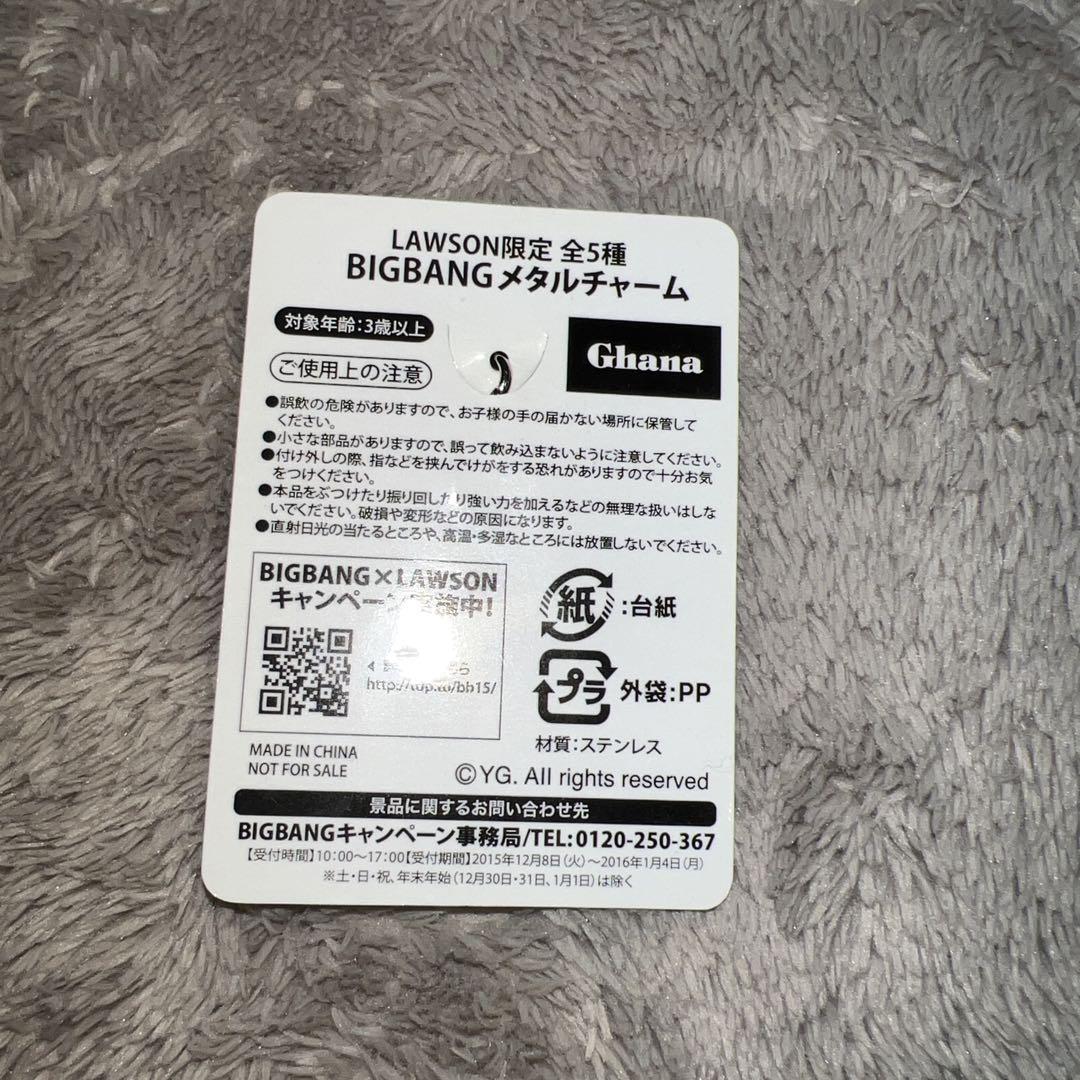 LAWSON限定 全5種
BIGBANGメタルチャーム
対象年齢:3歳以上
Ghana
ご使用上の注意
●誤飲の危険がありますので、お子様の手の届かない場所に保管して
ください。
●小さな部品がありますので、誤って飲み込まないように注意してください。
●付け外しの際、指などを挟んでけがをする恐れがありますので十分お気
をつけください。
●本品をぶつけたり振り回したり強い力を加えるなどの無理な扱いはしな
いでください。破損や変形などの原因になります。
●直射日光の当たるところや、高温・多湿なところには放置しないでください。
BIGBANG×LAWSON
キャンペーン実施中!
紙:台紙
プラ 外袋:PP
材質:ステンレス
MADE IN CHINA
NOT FOR SALE
©YG. All rights reserved
景品に関するお問い合わせ先
BIGBANGキャンペーン事務局/TEL:0120-250-367
【受付時間】10:00〜17:00【受付期間】2015年12月8日(火)〜2016年1月4日(月)
※土・日・祝、年末年始(12月30日・31日、1月1日)は除く